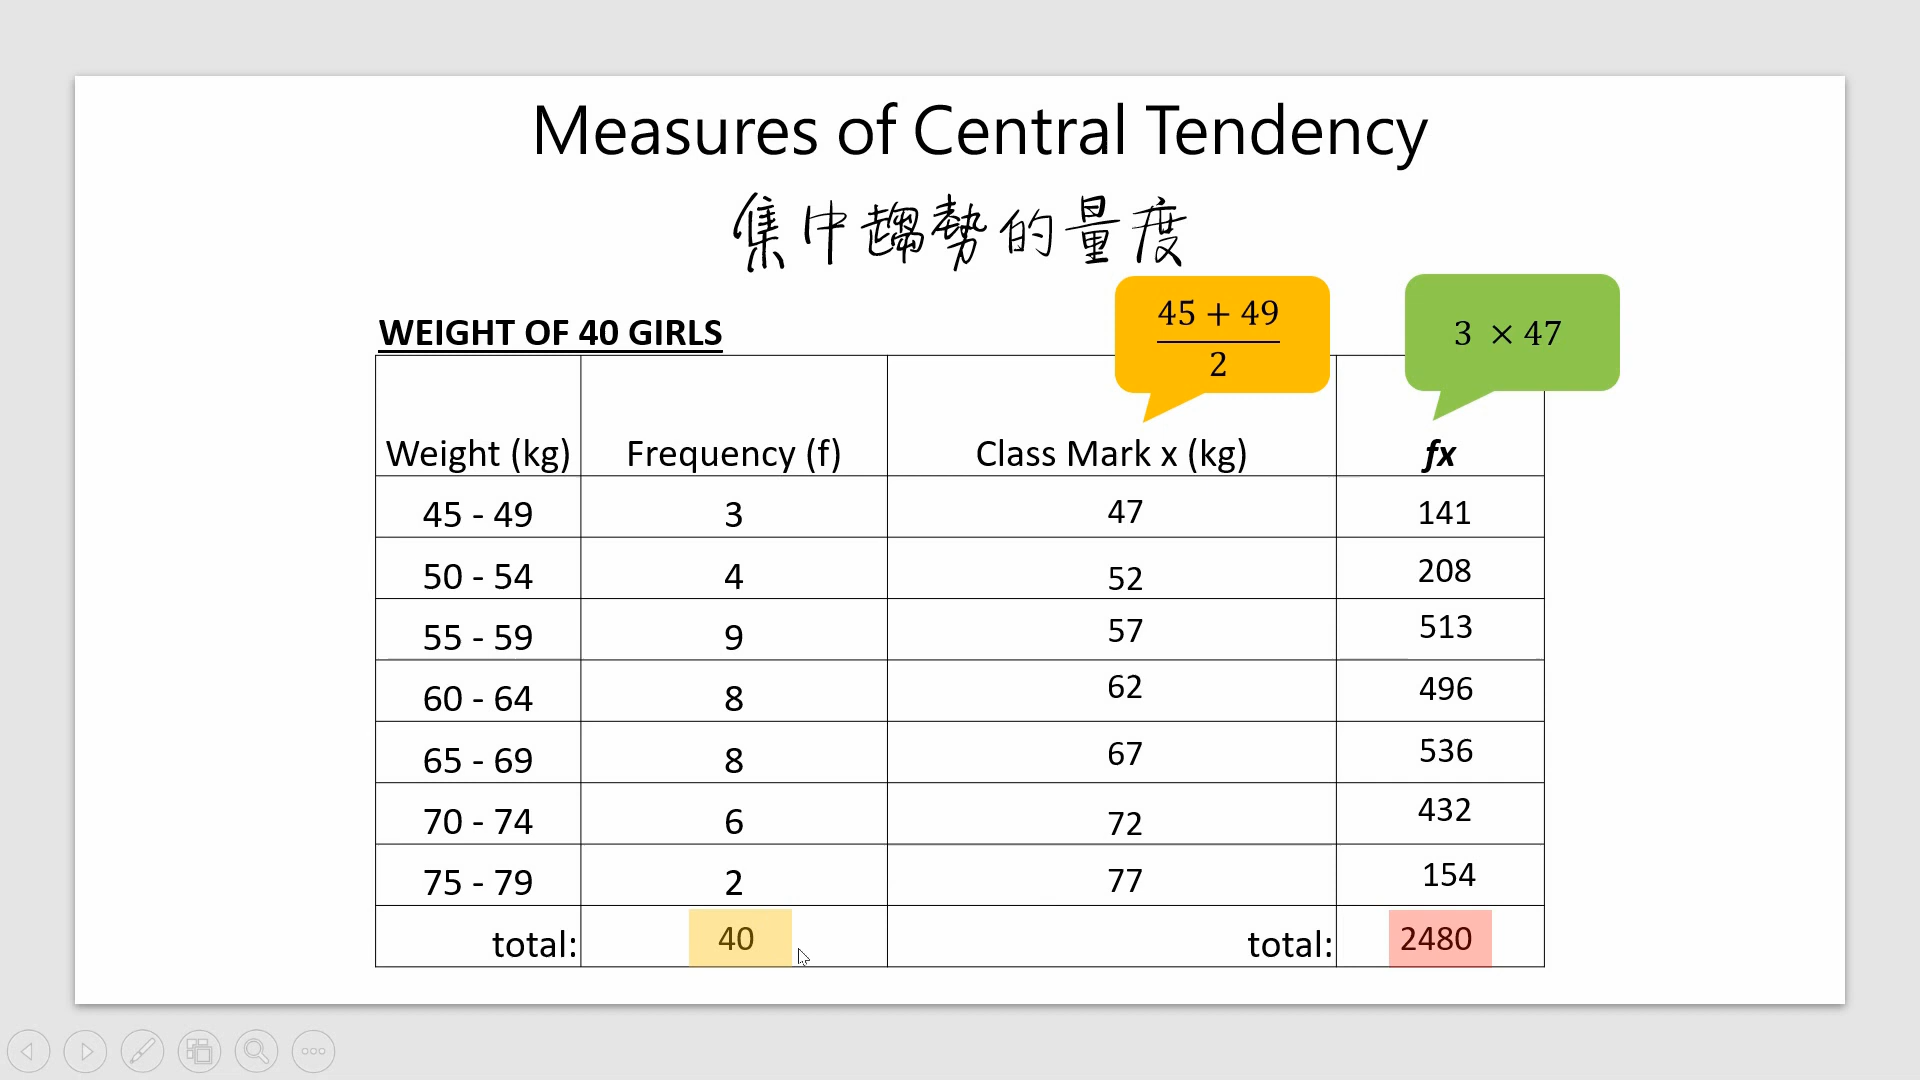 Measures of Central Tendency
集中趨勢的量度
WEIGHT OF 40 GIRLS
45 + 49
2
3 × 47
Weight (kg) Frequency (f) Class Mark x (kg) fx
45 - 49 3 47 141
50 - 54 4 52 208
55 - 59 9 57 513
60 - 64 8 62 496
65 - 69 8 67 536
70 - 74 6 72 432
75 - 79 2 77 154
total: 40 total: 2480